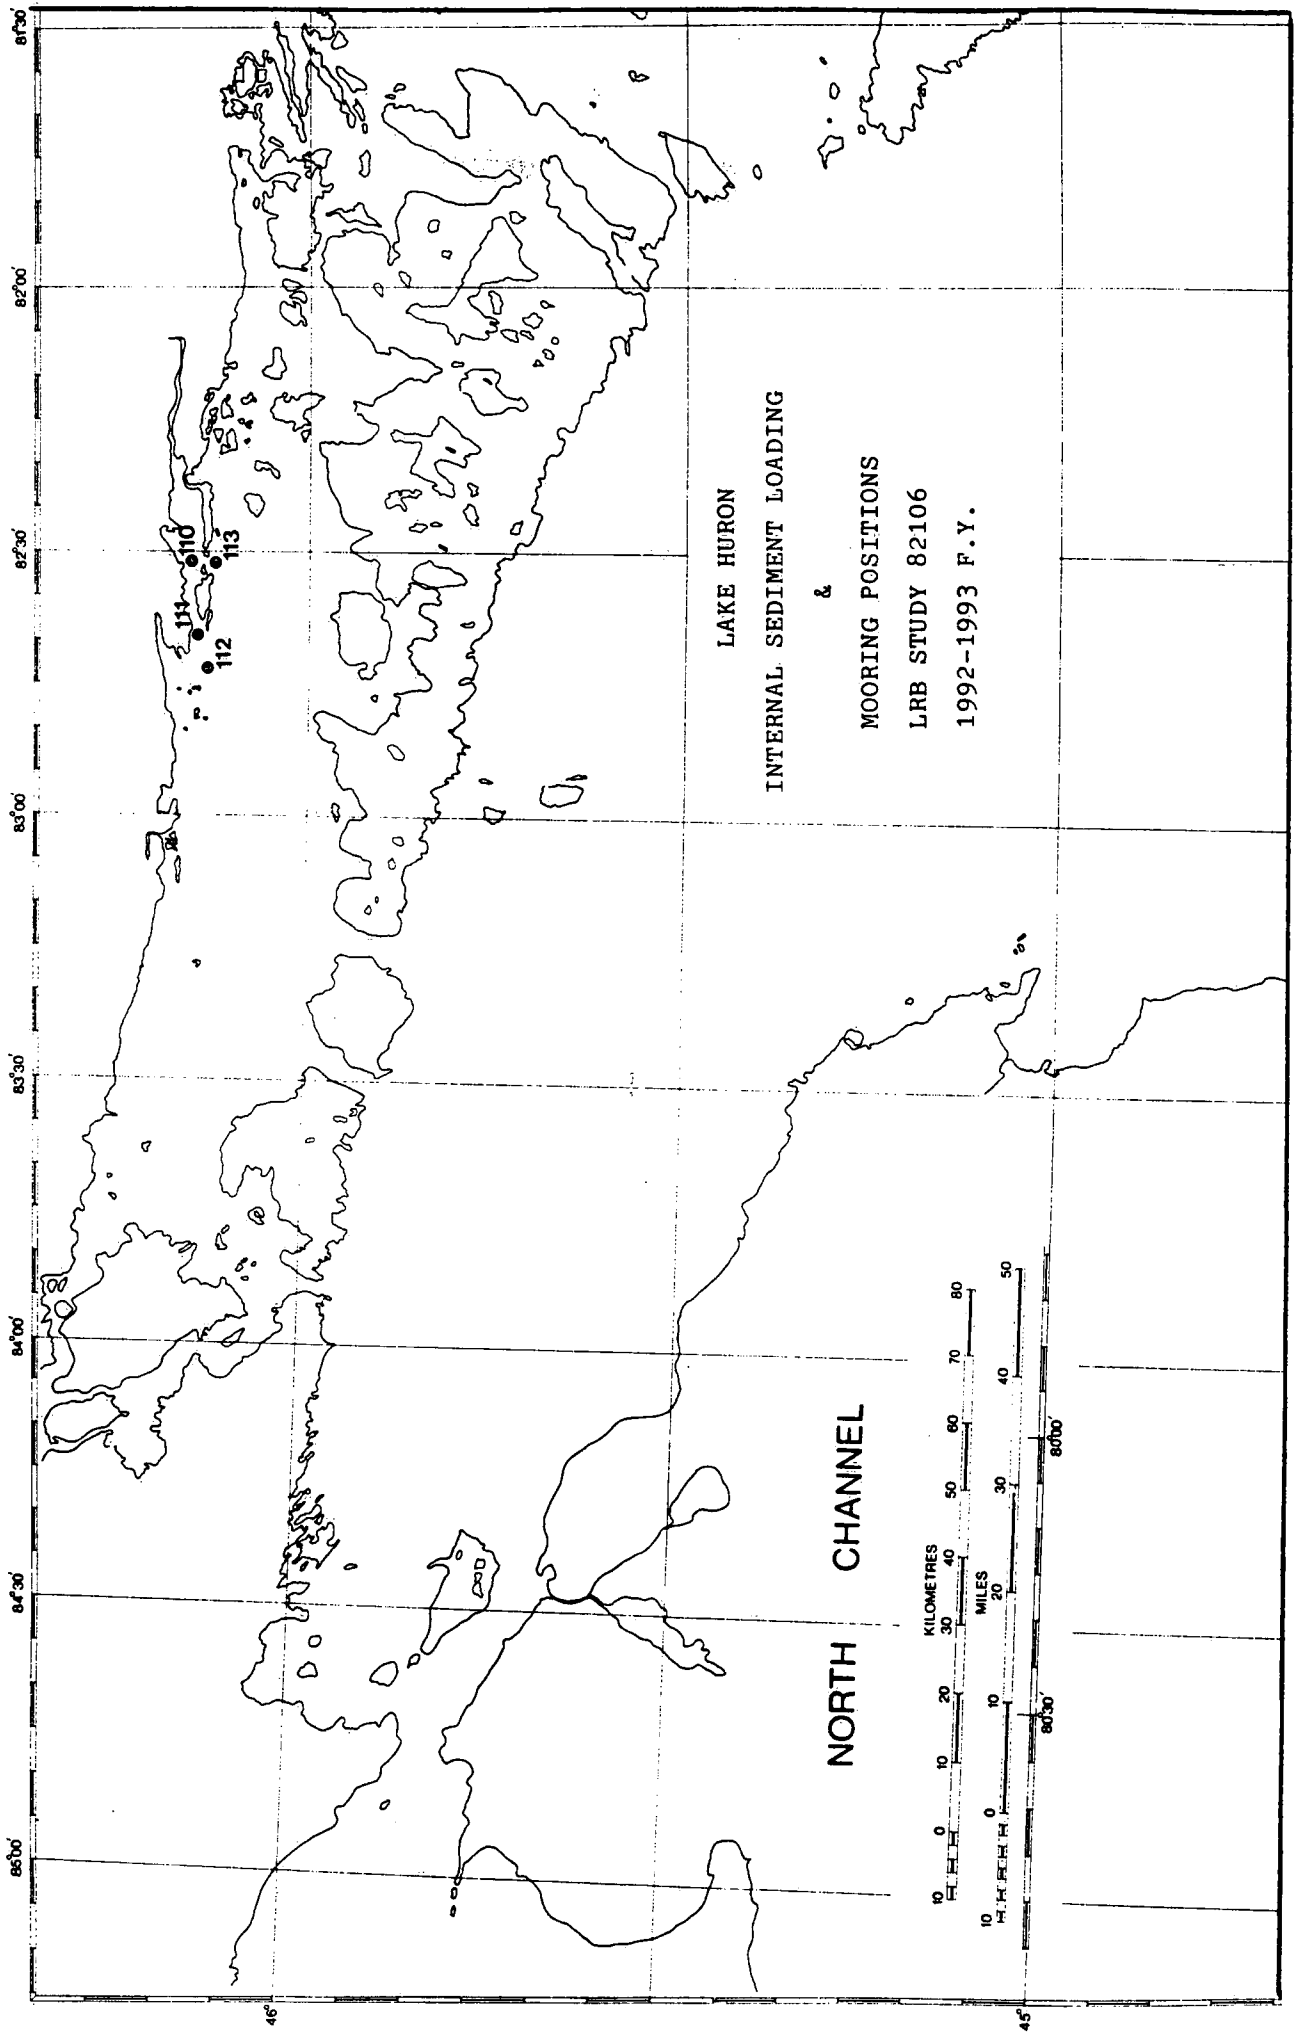 LAKE HURON
INTERNAL SEDIMENT LOADING
&
MOORING POSITIONS
LRB STUDY 82106
1992-1993 F.Y.
NORTH CHANNEL
KILOMETRES
10 0 10 20 30 40 50 60 70 80
MILES
10 0 10 20 30 40 50
85°00' 84°30' 84°00' 83°30' 83°00' 82°30' 82°00' 81°30'
46°
45°
80°30' 80°00'
110
111
112
113